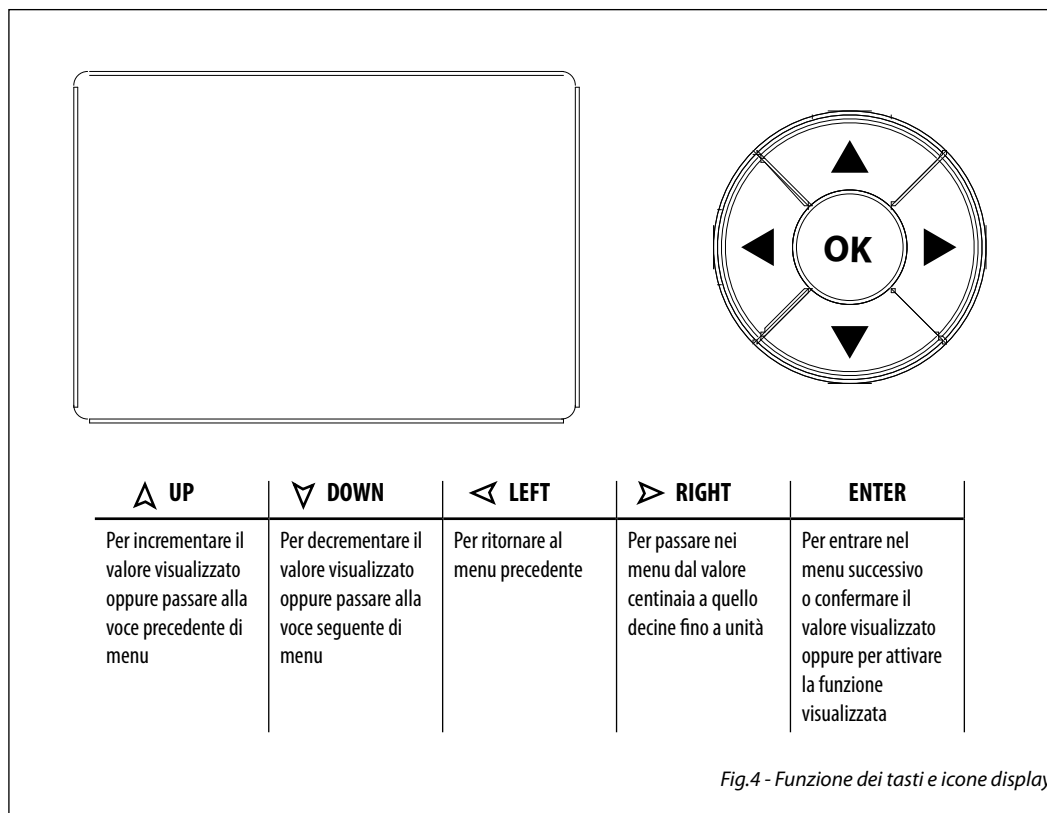 OK
UP
DOWN
LEFT
RIGHT
ENTER
Per incrementare il
valore visualizzato
oppure passare alla
voce precedente di
menu
Per decrementare il
valore visualizzato
oppure passare alla
voce seguente di
menu
Per ritornare al
menu precedente
Per passare nei
menu dal valore
centinaia a quello
decine fino a unità
Per entrare nel
menu successivo
o confermare il
valore visualizzato
oppure per attivare
la funzione
visualizzata
Fig.4 - Funzione dei tasti e icone display